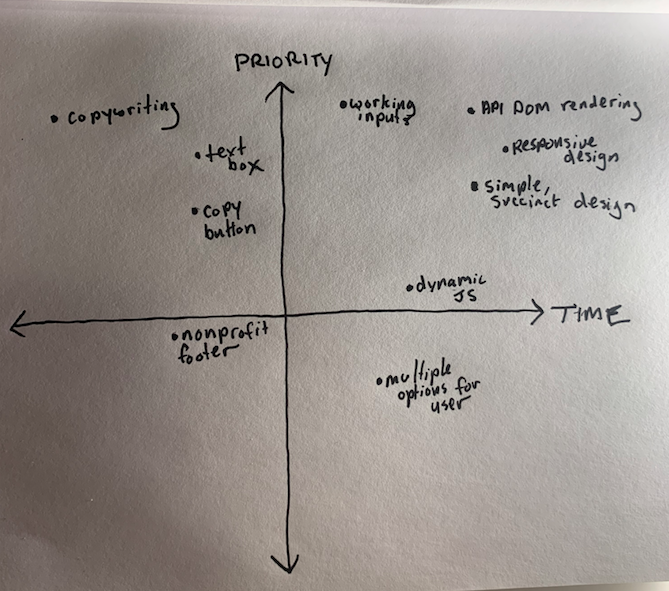 PRIORITY
• copywriting
• working
inputs
• API DOM rendering
• text
box
• Responsive
design
• simple,
succinct design
• copy
button
• dynamic
JS
TIME
• nonprofit
footer
• multiple
options for
user